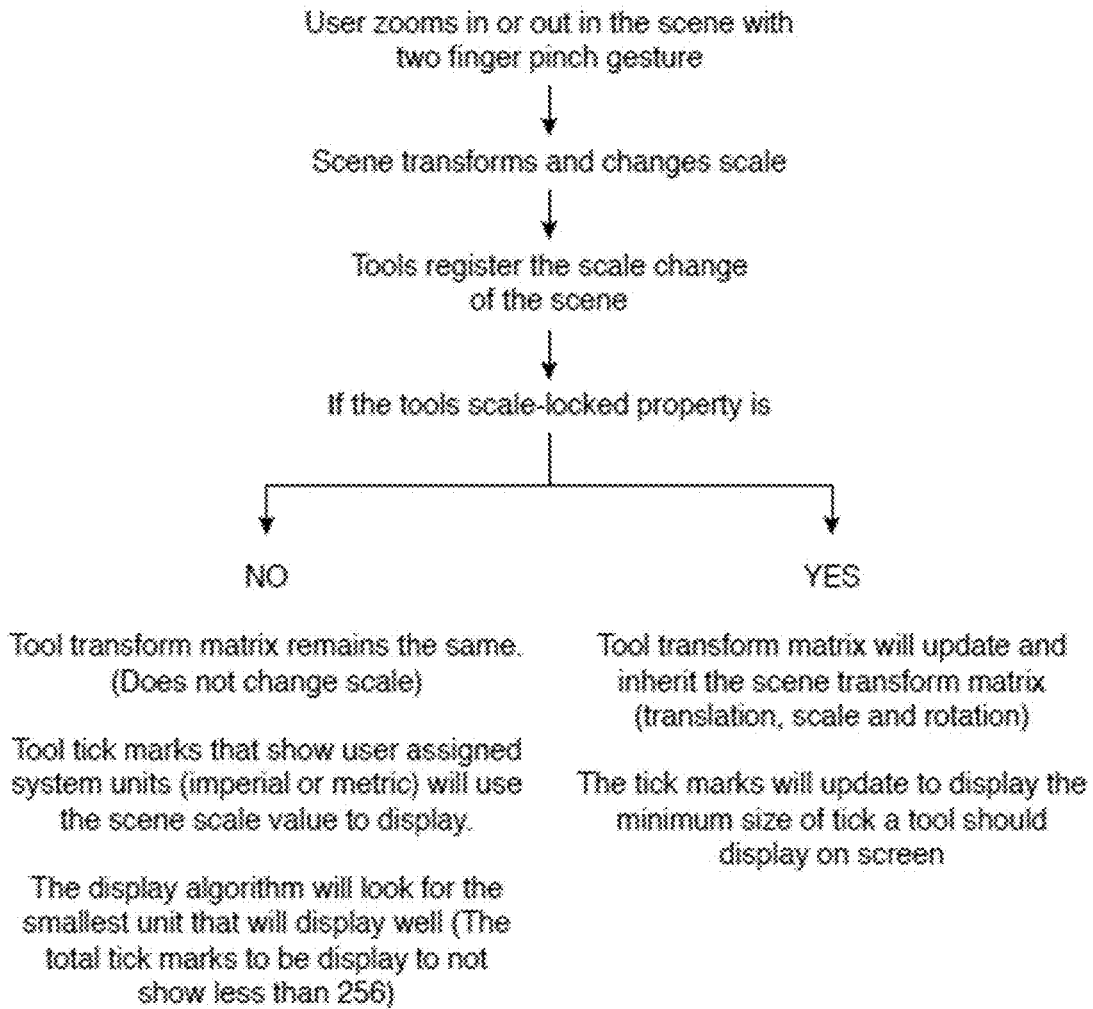 User zooms in or out in the scene with
two finger pinch gesture
Scene transforms and changes scale
Tools register the scale change
of the scene
If the tools scale-locked property is
NO
Tool transform matrix remains the same.
(Does not change scale)
Tool tick marks that show user assigned
system units (imperial or metric) will use
the scene scale value to display.
The display algorithm will look for the
smallest unit that will display well (The
total tick marks to be display to not
show less than 256)
YES
Tool transform matrix will update and
inherit the scene transform matrix
(translation, scale and rotation)
The tick marks will update to display the
minimum size of tick a tool should
display on screen